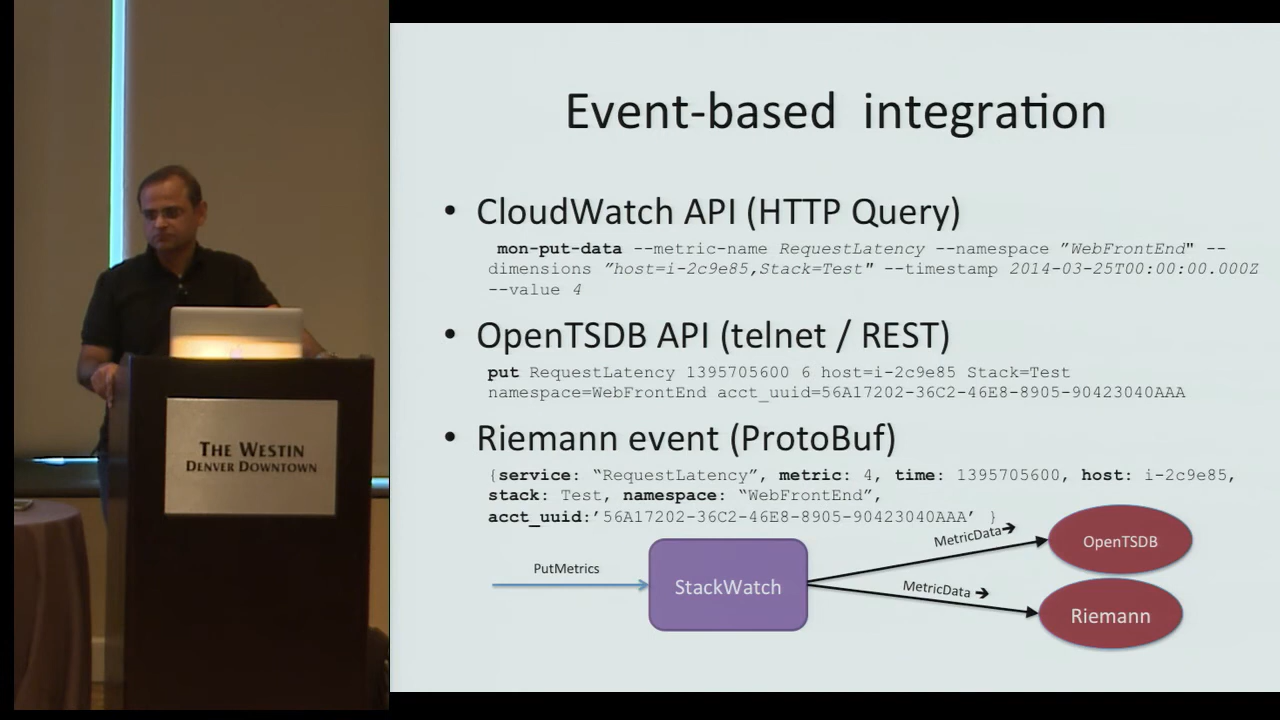 Event-based integration
• CloudWatch API (HTTP Query)
mon-put-data --metric-name RequestLatency --namespace ”WebFrontEnd" --
dimensions ”host=i-2c9e85,Stack=Test" --timestamp 2014-03-25T00:00:00.000Z
--value 4
• OpenTSDB API (telnet / REST)
put RequestLatency 1395705600 6 host=i-2c9e85 Stack=Test
namespace=WebFrontEnd acct_uuid=56A17202-36C2-46E8-8905-90423040AAA
• Riemann event (ProtoBuf)
{service: “RequestLatency”, metric: 4, time: 1395705600, host: i-2c9e85,
stack: Test, namespace: “WebFrontEnd”,
acct_uuid:’56A17202-36C2-46E8-8905-90423040AAA’ }
PutMetrics
StackWatch
MetricData➔
OpenTSDB
MetricData ➔
Riemann
THE WESTIN
DENVER DOWNTOWN